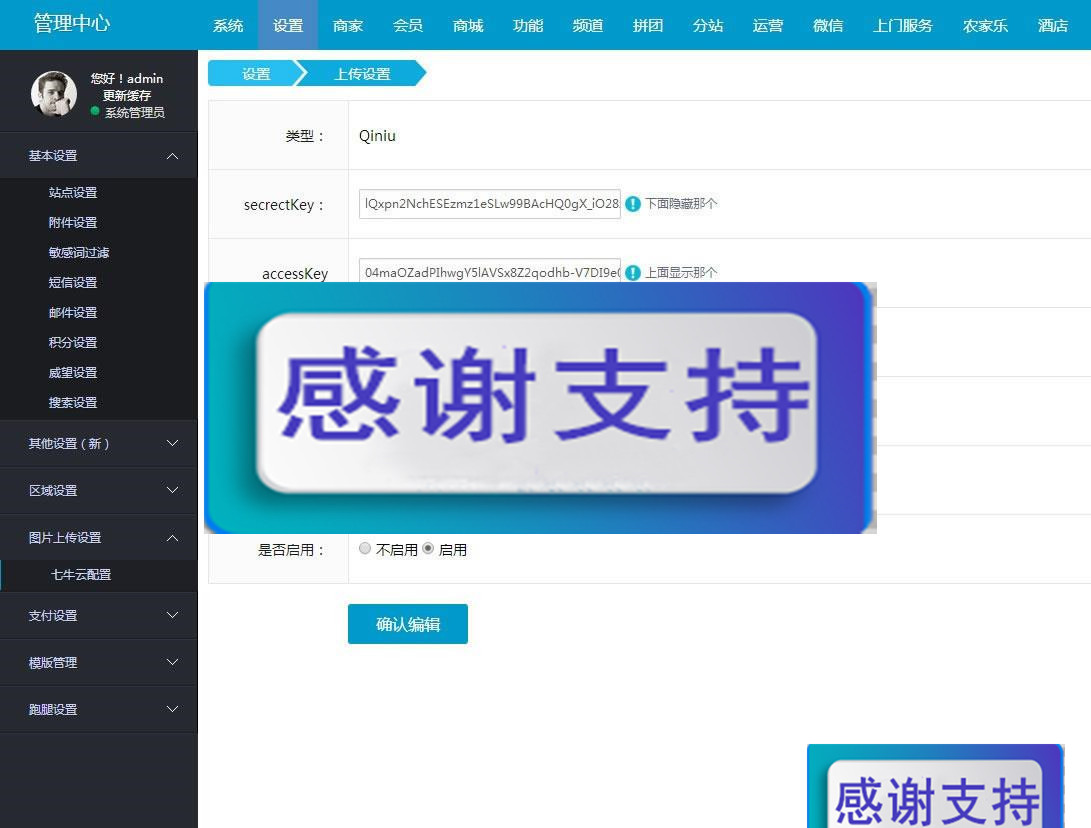 管理中心
系统 设置 商家 会员 商城 功能 频道 拼团 分站 运营 微信 上门服务 农家乐 酒店
您好！admin
更新缓存
系统管理员
基本设置
站点设置
附件设置
敏感词过滤
短信设置
邮件设置
积分设置
威望设置
搜索设置
其他设置（新）
区域设置
图片上传设置
七牛云配置
支付设置
模版管理
跑腿设置
设置 上传设置
类型： Qiniu
secrectKey： lQxpn2NchESEzmz1eSLw99BAcHQ0gX_iO28 下面隐藏那个
accessKey 04maOZadPIhwgY5lAVSx8Z2qodhb-V7DI9e 上面显示那个
感谢支持
是否启用： 不启用 启用
确认编辑
感谢支持